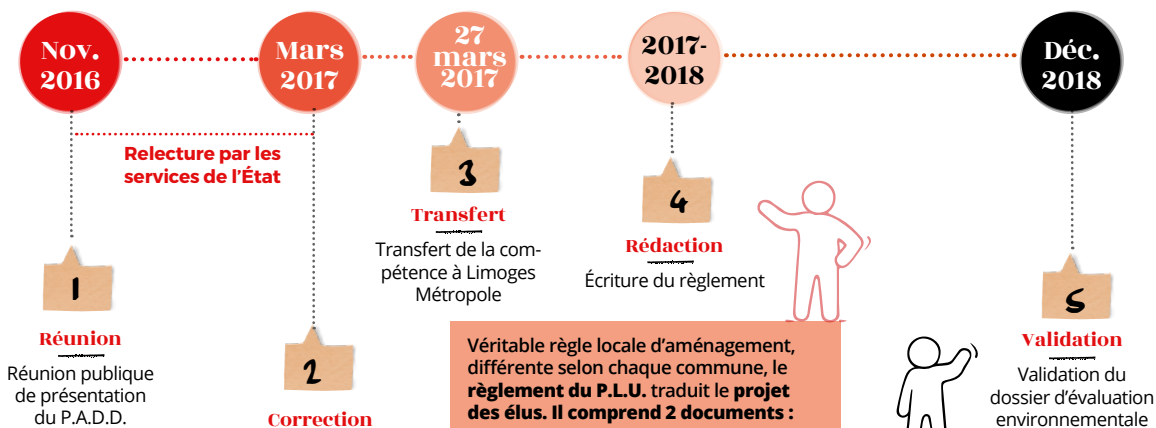 Nov.
2016
Mars
2017
27
mars
2017
2017-
2018
Déc.
2018
Relecture par les
services de l'État
1
Réunion
Réunion publique
de présentation
du P.A.D.D.
2
Correction
3
Transfert
Transfert de la com-
pétence à Limoges
Métropole
4
Rédaction
Écriture du règlement
Véritable règle locale d'aménagement,
différente selon chaque commune, le
règlement du P.L.U. traduit le projet
des élus. Il comprend 2 documents :
5
Validation
Validation du
dossier d'évaluation
environnementale